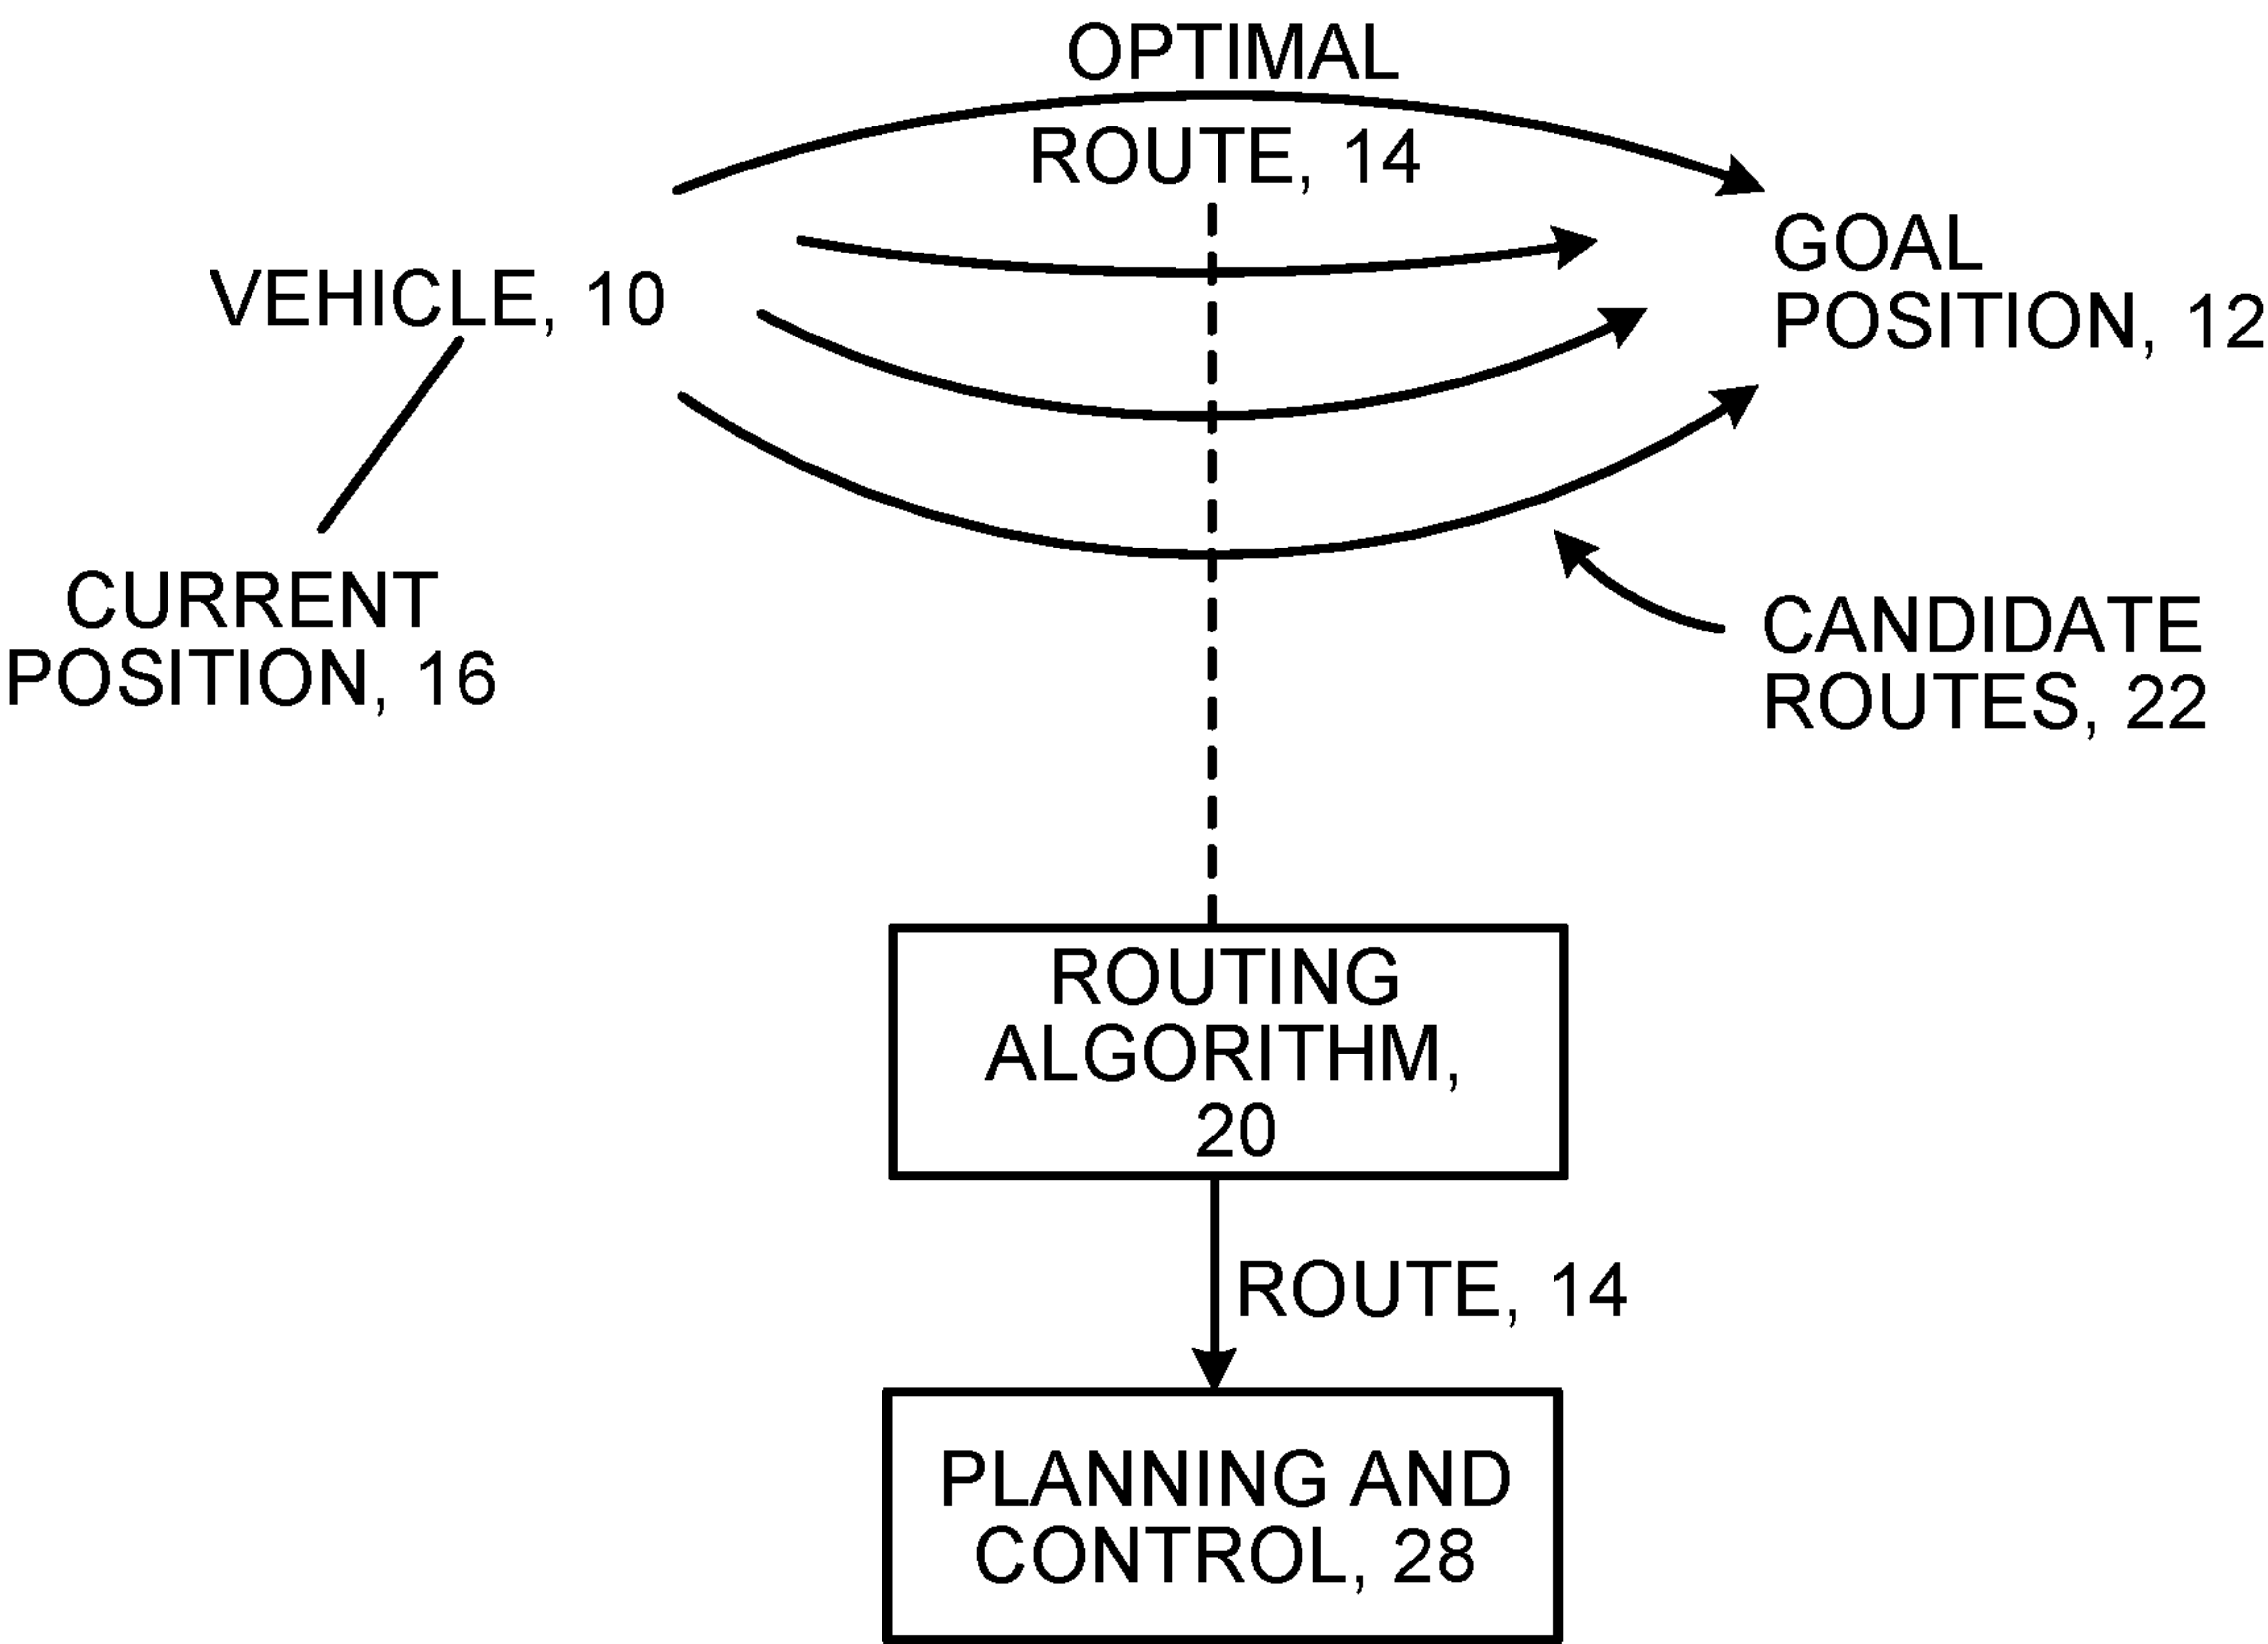 OPTIMAL
ROUTE, 14
VEHICLE, 10
GOAL
POSITION, 12
CURRENT
POSITION, 16
CANDIDATE
ROUTES, 22
ROUTING
ALGORITHM,
20
ROUTE, 14
PLANNING AND
CONTROL, 28